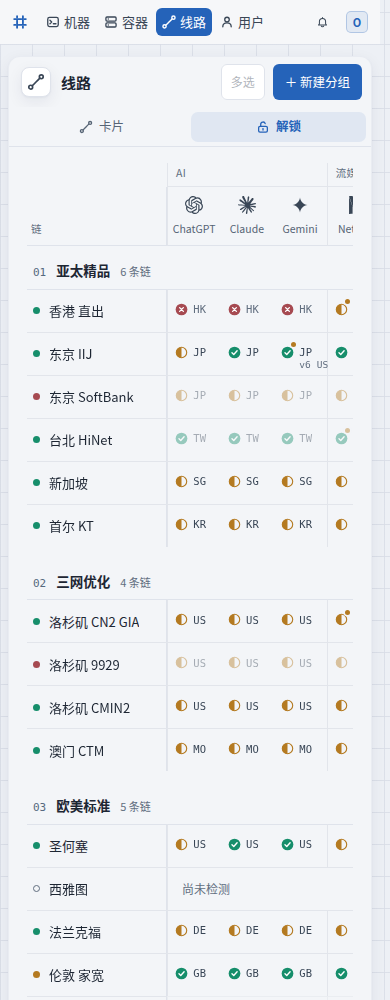 机器 容器 线路 用户 O
线路 多选 + 新建分组
卡片 解锁
AI
链 ChatGPT Claude Gemini
01 亚太精品 6 条链
香港 直出 HK HK HK
东京 IIJ JP JP JP
v6 US
东京 SoftBank JP JP JP
台北 HiNet TW TW TW
新加坡 SG SG SG
首尔 KT KR KR KR
02 三网优化 4 条链
洛杉矶 CN2 GIA US US US
洛杉矶 9929 US US US
洛杉矶 CMIN2 US US US
澳门 CTM MO MO MO
03 欧美标准 5 条链
圣何塞 US US US
西雅图 尚未检测
法兰克福 DE DE DE
伦敦 家宽 GB GB GB